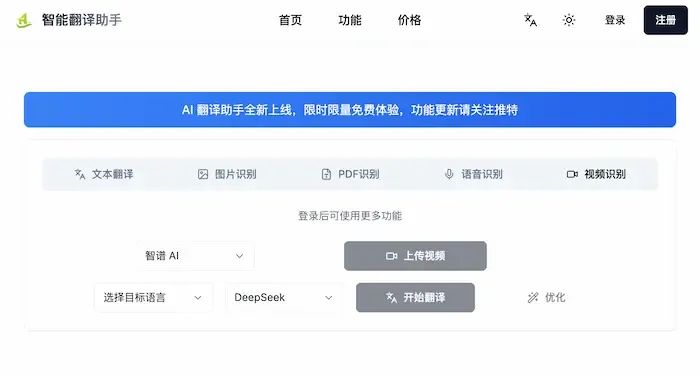 智能翻译助手 首页 功能 价格 登录 注册
AI 翻译助手全新上线，限时限量免费体验，功能更新请关注推特
文本翻译 图片识别 PDF识别 语音识别 视频识别
登录后可使用更多功能
智谱 AI 上传视频
选择目标语言 DeepSeek 开始翻译 优化